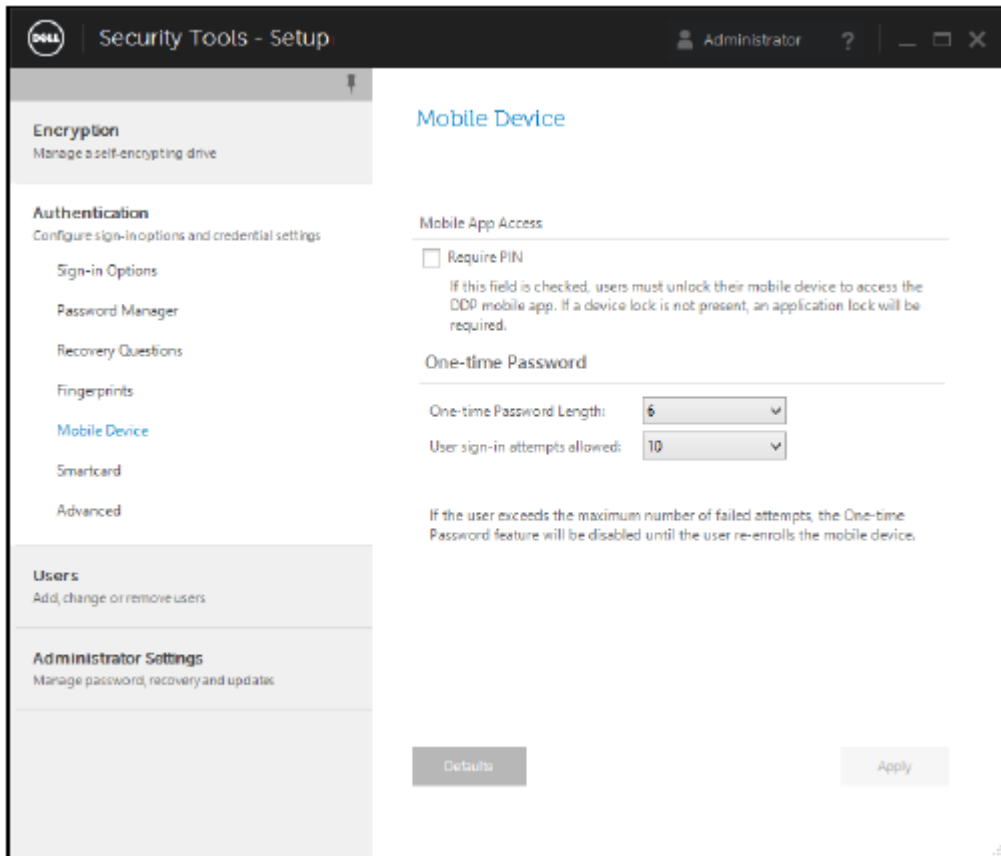 DELL
Security Tools - Setup
Administrator
?
Encryption
Manage a self-encrypting drive
Authentication
Configure sign-in options and credential settings
Sign-in Options
Password Manager
Recovery Questions
Fingerprints
Mobile Device
Smartcard
Advanced
Users
Add, change or remove users
Administrator Settings
Manage password, recovery and updates
Mobile Device
Mobile App Access
Require PIN
If this field is checked, users must unlock their mobile device to access the
DDP mobile app. If a device lock is not present, an application lock will be
required.
One-time Password
One-time Password Length:
6
User sign-in attempts allowed:
10
If the user exceeds the maximum number of failed attempts, the One-time
Password feature will be disabled until the user re-enrolls the mobile device.
Defaults
Apply